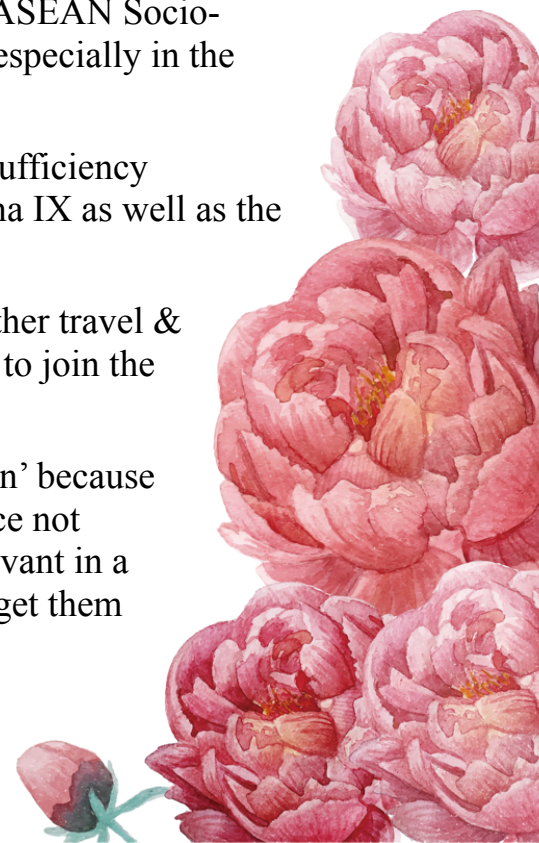 ASEAN Socio-
especially in the
ufficiency
na IX as well as the
ther travel &
to join the
n’ because
ce not
vant in a
get them